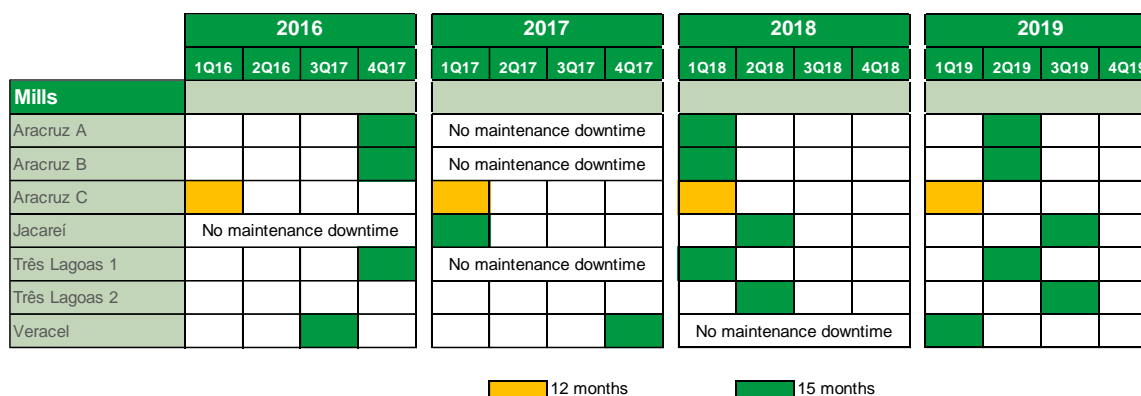 2016 2017 2018 2019
1Q16 2Q16 3Q17 4Q17 1Q17 2Q17 3Q17 4Q17 1Q18 2Q18 3Q18 4Q18 1Q19 2Q19 3Q19 4Q19
Mills
Aracruz A No maintenance downtime
Aracruz B No maintenance downtime
Aracruz C
Jacareí No maintenance downtime
Três Lagoas 1 No maintenance downtime
Três Lagoas 2
Veracel No maintenance downtime
12 months 15 months